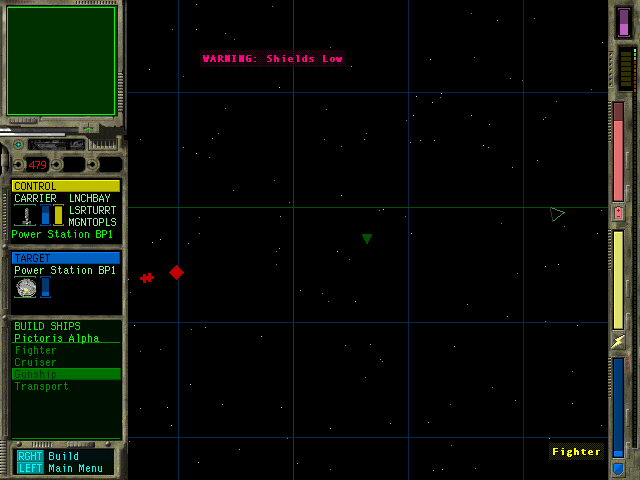 WARNING: Shields Low
479
CONTROL
CARRIER LNCHBAY
LSRTURRT
MGNTOPLS
Power Station BP1
TARGET
Power Station BP1
BUILD SHIPS
Pictoris Alpha
Fighter
Cruiser
Gunship
Transport
RGHT Build
LEFT Main Menu
Fighter